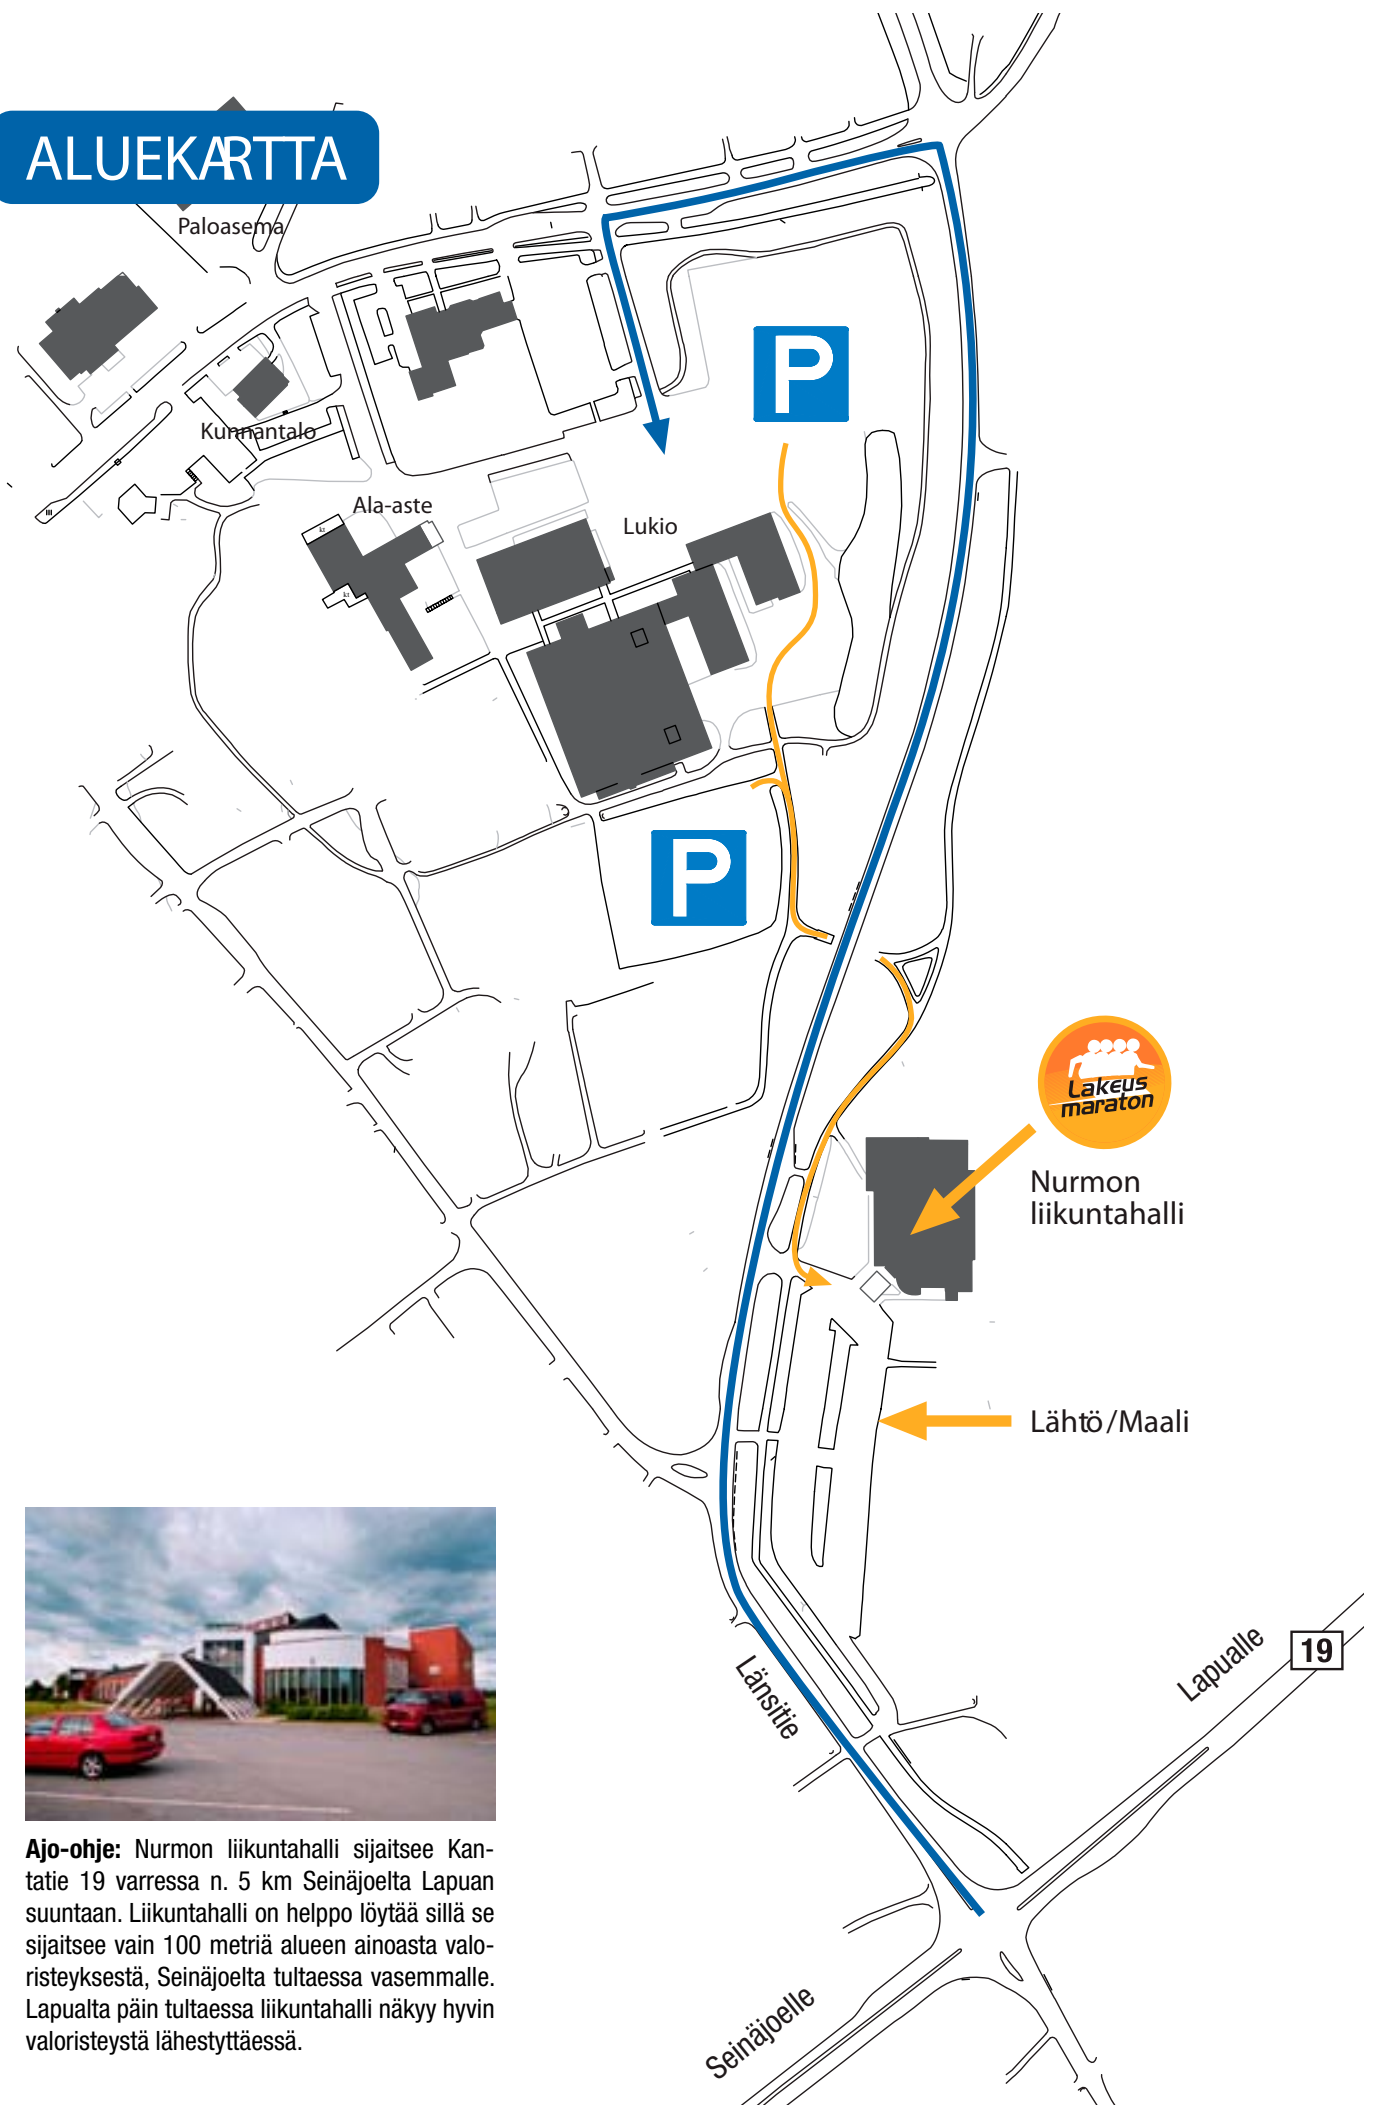 ALUEKARTTA
Paloasema
Kunnantalo
Ala-aste
kt
kt
Lukio
P
P
Lakeus
maraton
Nurmon
liikuntahalli
Lähtö/Maali
Länsitie
Lapualle
19
Seinäjoelle
Ajo-ohje: Nurmon liikuntahalli sijaitsee Kan-
tatie 19 varressa n. 5 km Seinäjoelta Lapuan
suuntaan. Liikuntahalli on helppo löytää sillä se
sijaitsee vain 100 metriä alueen ainoasta valo-
risteyksestä, Seinäjoelta tultaessa vasemmalle.
Lapualta päin tultaessa liikuntahalli näkyy hyvin
valoristeystä lähestyttäessä.